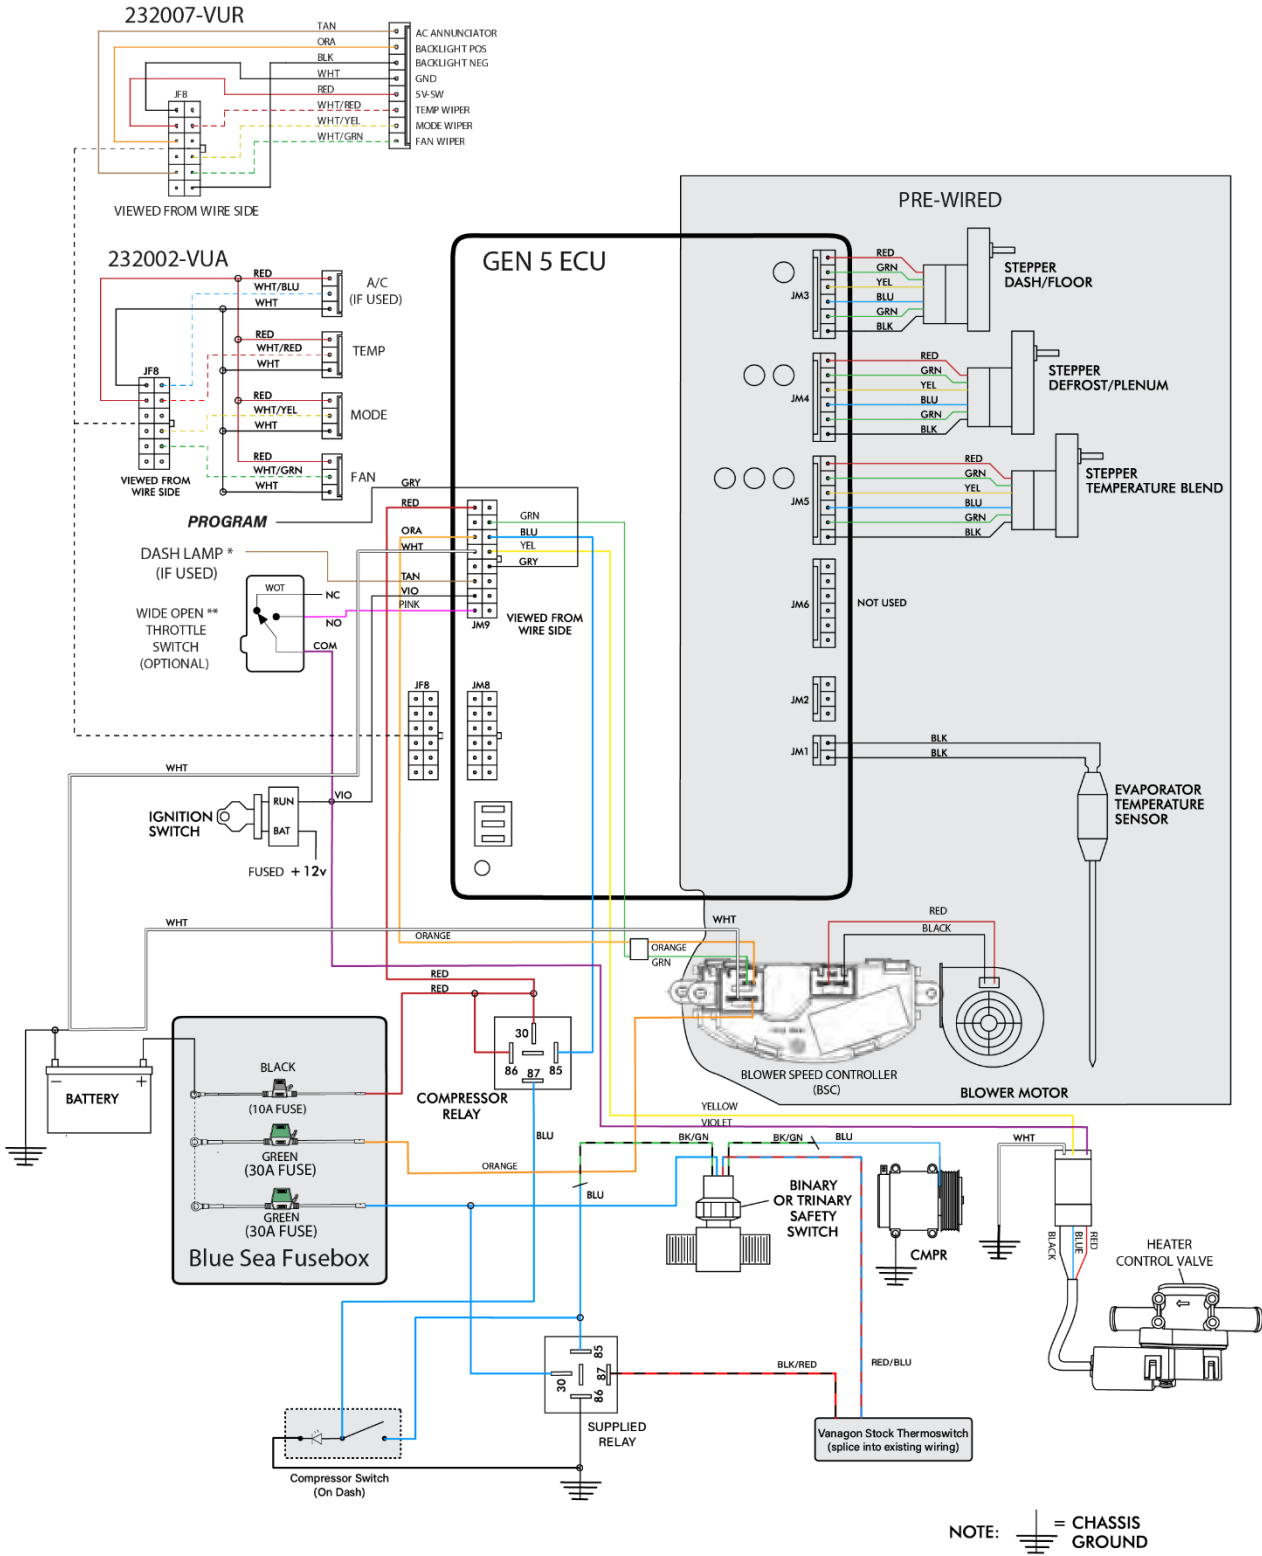 232007-VUR
TAN
ORA
BLK
WHT
RED
WHT/RED
WHT/YEL
WHT/GRN
AC ANNUNCIATOR
BACKLIGHT POS
BACKLIGHT NEG
GND
5V-SW
TEMP WIPER
MODE WIPER
FAN WIPER
JF8
VIEWED FROM WIRE SIDE
232002-VUA
RED
WHT/BLU
WHT
A/C
(IF USED)
RED
WHT/RED
WHT
TEMP
RED
WHT/YEL
WHT
MODE
RED
WHT/GRN
WHT
FAN
JF8
VIEWED FROM
WIRE SIDE
GEN 5 ECU
PRE-WIRED
JM3
RED
GRN
YEL
BLU
GRN
BLK
STEPPER
DASH/FLOOR
JM4
RED
GRN
YEL
BLU
GRN
BLK
STEPPER
DEFROST/PLENUM
JM5
RED
GRN
YEL
BLU
GRN
BLK
STEPPER
TEMPERATURE BLEND
JM6
NOT USED
JM2
JM1
BLK
BLK
EVAPORATOR
TEMPERATURE
SENSOR
PROGRAM
GRY
RED
ORA
WHT
TAN
VIO
PINK
GRN
BLU
YEL
GRY
JM9
VIEWED FROM
WIRE SIDE
DASH LAMP *
(IF USED)
WOT
NC
NO
COM
WIDE OPEN **
THROTTLE
SWITCH
(OPTIONAL)
JF8
JM8
WHT
IGNITION
SWITCH
RUN
BAT
VIO
FUSED + 12v
WHT
ORANGE
WHT
ORANGE
GRN
RED
BLACK
BLOWER SPEED CONTROLLER
(BSC)
BLOWER MOTOR
RED
RED
30
86
87
85
COMPRESSOR
RELAY
BLU
BATTERY
−
+
BLACK
(10A FUSE)
GREEN
(30A FUSE)
GREEN
(30A FUSE)
Blue Sea Fusebox
ORANGE
YELLOW
VIOLET
BK/GN
BK/GN
BLU
BLU
BINARY
OR TRINARY
SAFETY
SWITCH
CMPR
WHT
BLACK
BLUE
RED
HEATER
CONTROL VALVE
85
30
87
86
SUPPLIED
RELAY
BLK/RED
RED/BLU
Vanagon Stock Thermoswitch
(splice into existing wiring)
Compressor Switch
(On Dash)
NOTE:
= CHASSIS
GROUND